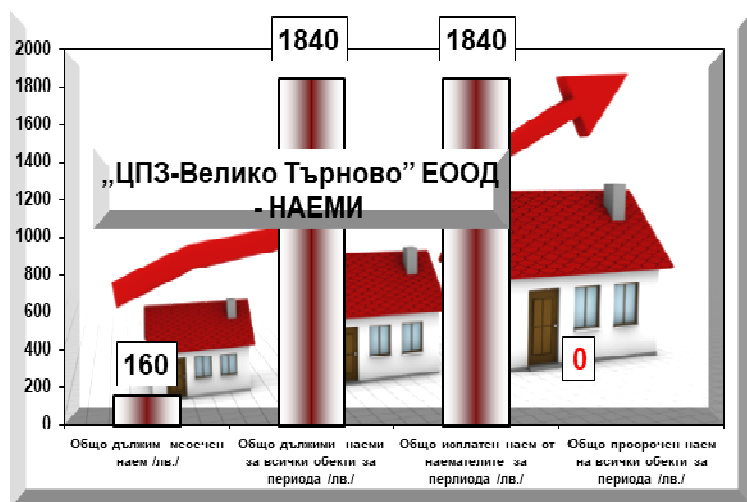 1840
1840
2000
1800
1600
1400
1200
1000
800
600
400
200
0
„ЦПЗ-Велико Търново” ЕООД
- НАЕМИ
160
0
Общо дължим месечен
наем /лв./
Общо дължими наеми
за всички обекти за
периода /лв./
Общо изплатен наем от
наемателите за
перлиода /лв./
Общо просрочен наем
на всички обекти за
периода /лв./